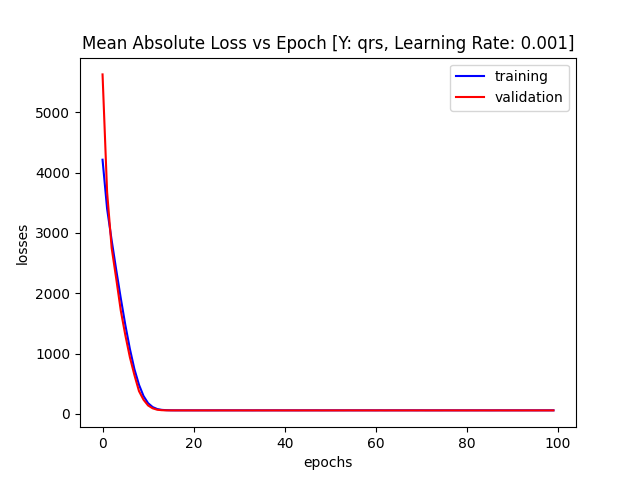 Mean Absolute Loss vs Epoch [Y: qrs, Learning Rate: 0.001]
training
validation
losses
5000
4000
3000
2000
1000
0
0 20 40 60 80 100
epochs